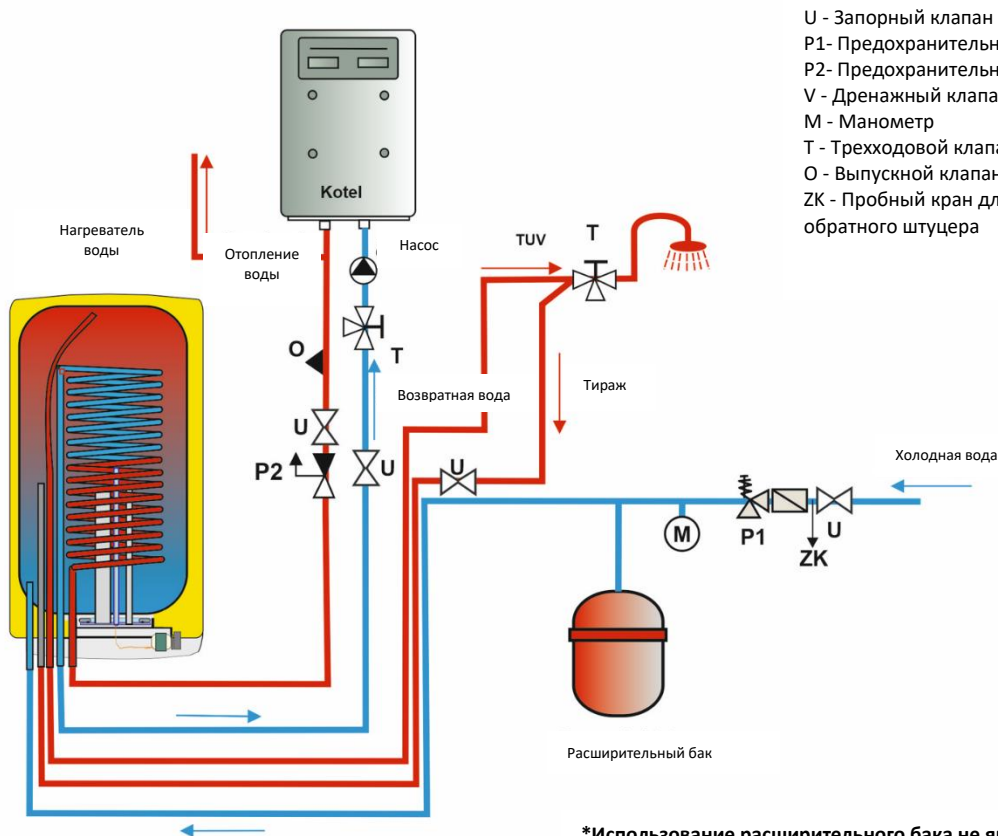 U - Запорный клапан
P1- Предохранительн
P2- Предохранительн
V - Дренажный клапа
M - Манометр
T - Трехходовой клапа
O - Выпускной клапан
ZK - Пробный кран дл
обратного штуцера
Kotel
Нагреватель
воды
Отопление
воды
Насос
TUV
T
O
T
Возвратная вода
Тираж
U
P2
U
U
Холодная вода
M
P1
U
ZK
Расширительный бак
*Использование расширительного бака не я